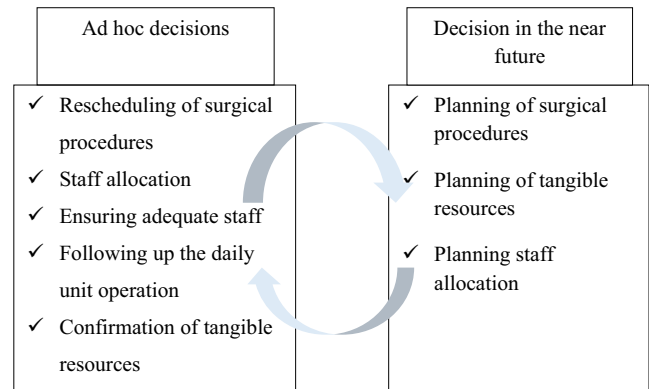 Ad hoc decisions
✓ Rescheduling of surgical
procedures
✓ Staff allocation
✓ Ensuring adequate staff
✓ Following up the daily
unit operation
✓ Confirmation of tangible
resources
Decision in the near
future
✓ Planning of surgical
procedures
✓ Planning of tangible
resources
✓ Planning staff
allocation